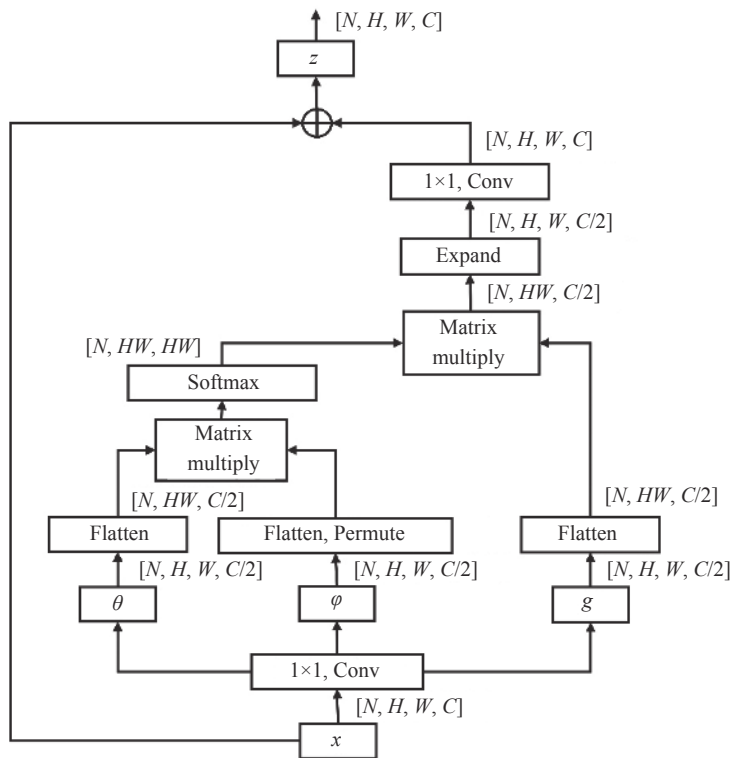 [N, H, W, C]
z
[N, H, W, C]
1×1, Conv
[N, H, W, C/2]
Expand
[N, HW, C/2]
Matrix
multiply
[N, HW, HW]
Softmax
Matrix
multiply
[N, HW, C/2]
[N, HW, C/2]
Flatten
Flatten, Permute
Flatten
[N, H, W, C/2]
[N, H, W, C/2]
[N, H, W, C/2]
θ
φ
g
1×1, Conv
[N, H, W, C]
x